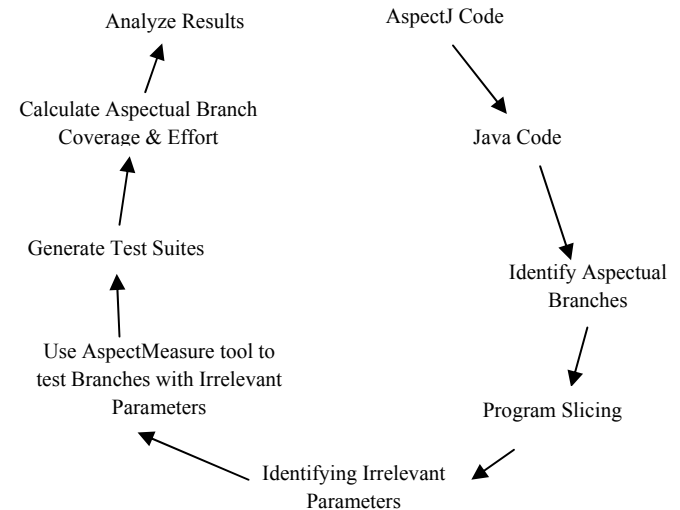 AspectJ Code
Java Code
Identify Aspectual
Branches
Program Slicing
Identifying Irrelevant
Parameters
Use AspectMeasure tool to
test Branches with Irrelevant
Parameters
Generate Test Suites
Calculate Aspectual Branch
Coverage & Effort
Analyze Results